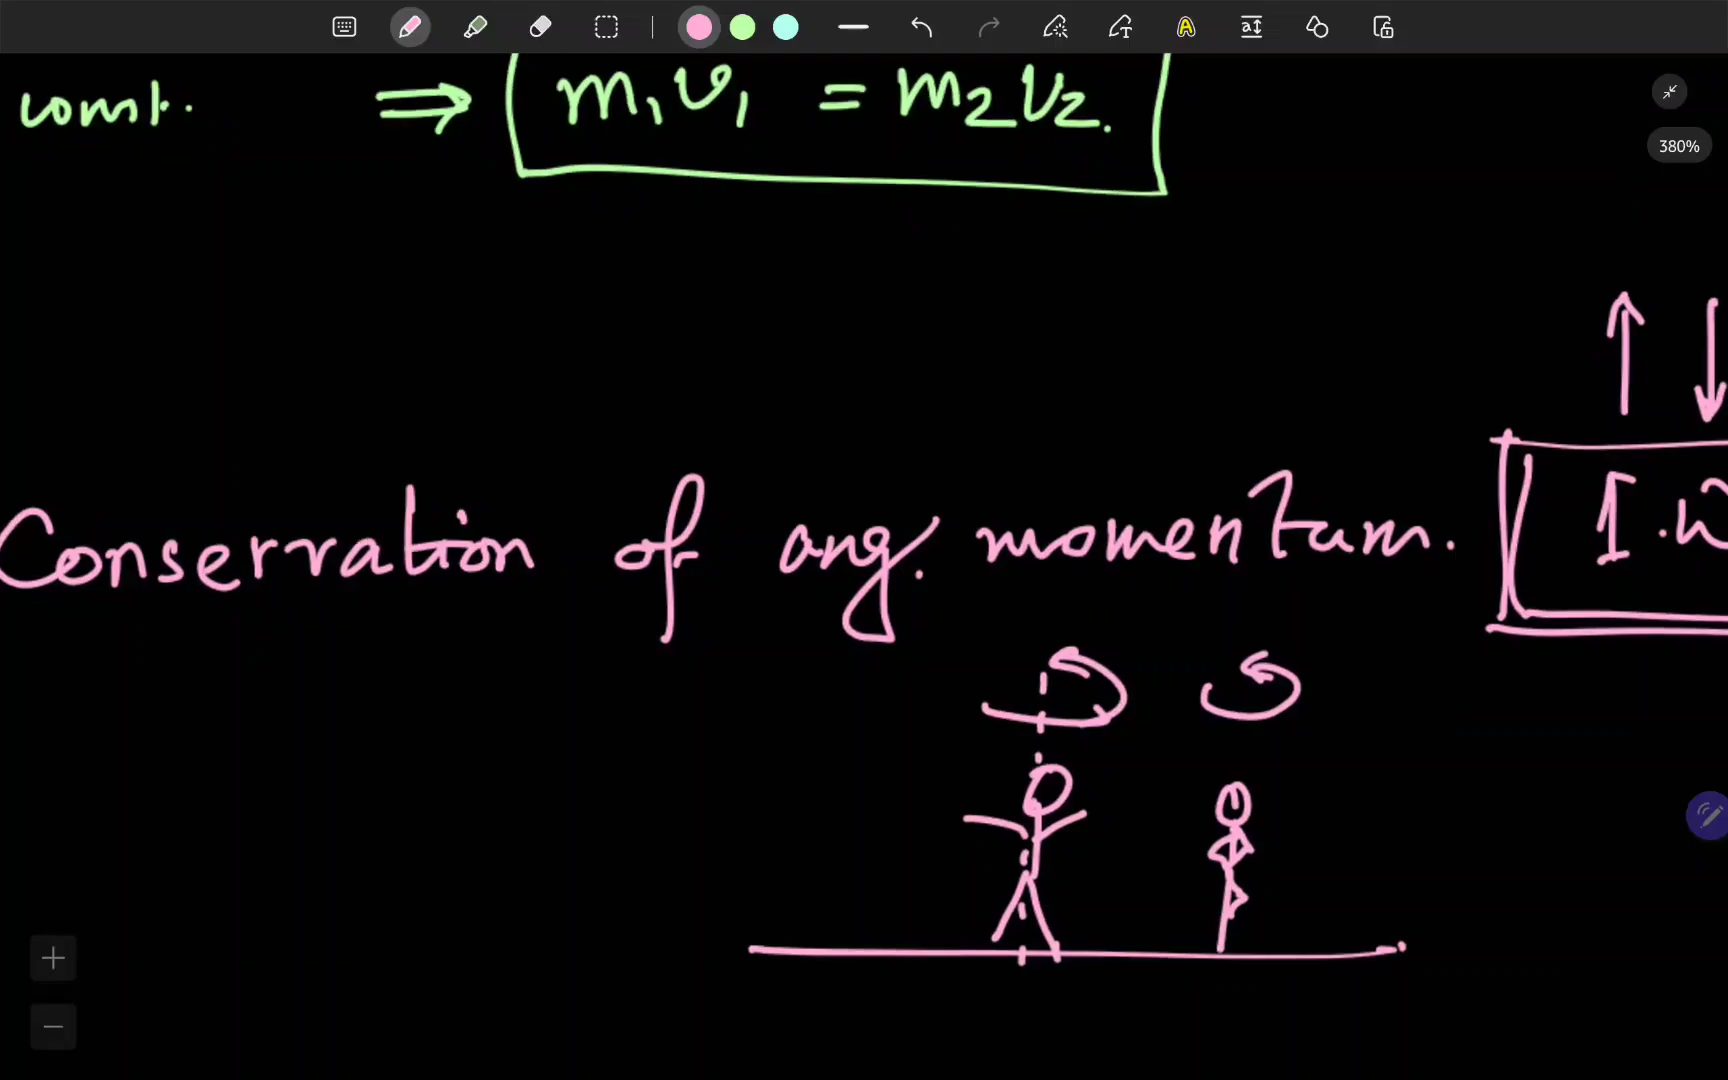 const. ⇒ m₁v₁ = m₂v₂.
380%
Conservation of ang. momentum. I.ω